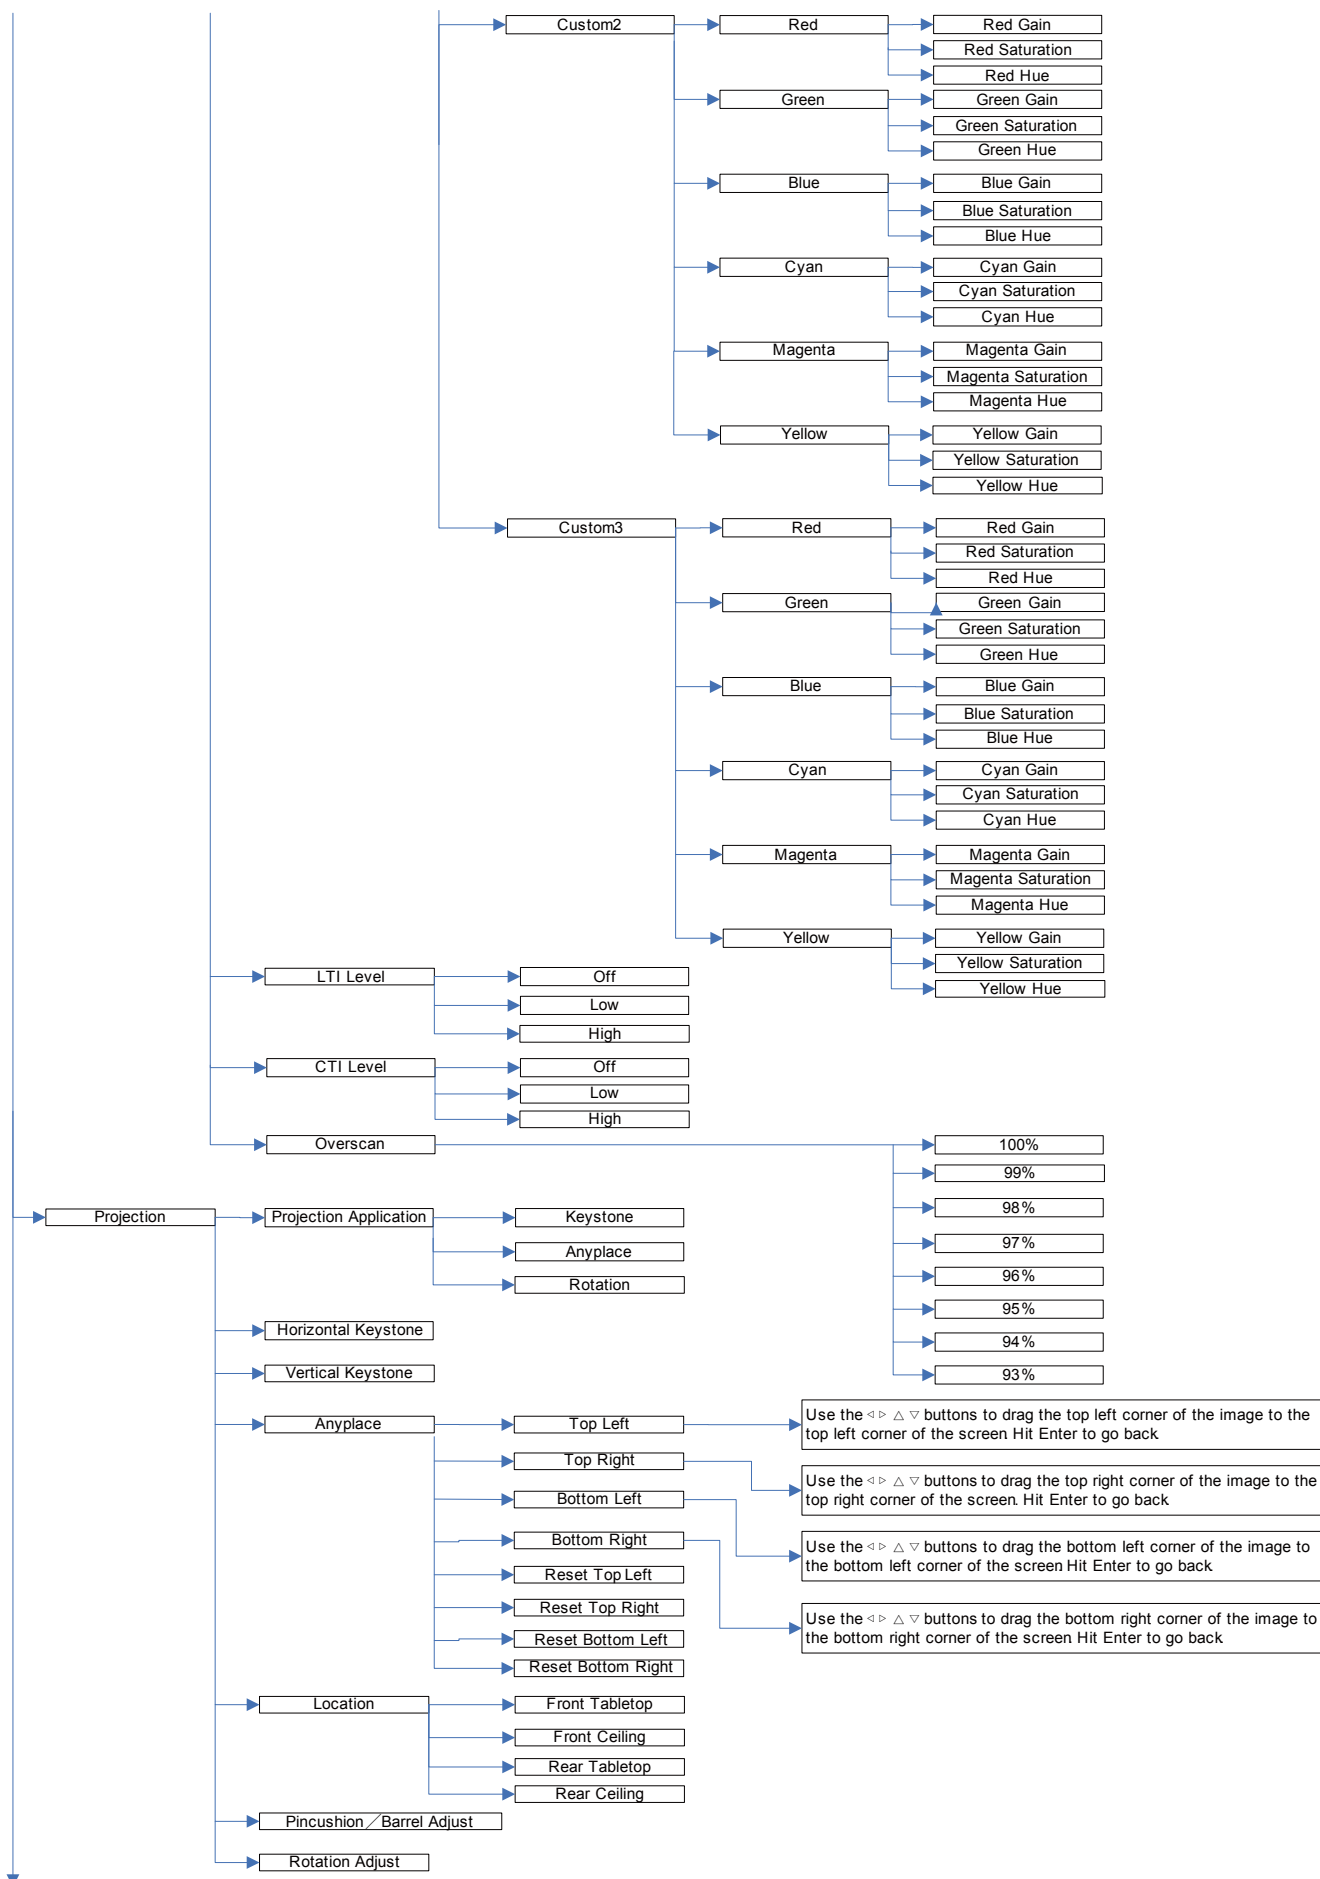 Custom2
Red
Red Gain
Red Saturation
Red Hue
Green
Green Gain
Green Saturation
Green Hue
Blue
Blue Gain
Blue Saturation
Blue Hue
Cyan
Cyan Gain
Cyan Saturation
Cyan Hue
Magenta
Magenta Gain
Magenta Saturation
Magenta Hue
Yellow
Yellow Gain
Yellow Saturation
Yellow Hue
Custom3
Red
Red Gain
Red Saturation
Red Hue
Green
Green Gain
Green Saturation
Green Hue
Blue
Blue Gain
Blue Saturation
Blue Hue
Cyan
Cyan Gain
Cyan Saturation
Cyan Hue
Magenta
Magenta Gain
Magenta Saturation
Magenta Hue
Yellow
Yellow Gain
Yellow Saturation
Yellow Hue
LTI Level
Off
Low
High
CTI Level
Off
Low
High
Overscan
100%
99%
98%
97%
96%
95%
94%
93%
Projection
Projection Application
Keystone
Anyplace
Rotation
Horizontal Keystone
Vertical Keystone
Anyplace
Top Left
Use the ◁ ▷ △ ▽ buttons to drag the top left corner of the image to the
top left corner of the screen. Hit Enter to go back.
Top Right
Use the ◁ ▷ △ ▽ buttons to drag the top right corner of the image to the
top right corner of the screen. Hit Enter to go back.
Bottom Left
Use the ◁ ▷ △ ▽ buttons to drag the bottom left corner of the image to
the bottom left corner of the screen. Hit Enter to go back.
Bottom Right
Use the ◁ ▷ △ ▽ buttons to drag the bottom right corner of the image to
the bottom right corner of the screen. Hit Enter to go back.
Reset Top Left
Reset Top Right
Reset Bottom Left
Reset Bottom Right
Location
Front Tabletop
Front Ceiling
Rear Tabletop
Rear Ceiling
Pincushion／Barrel Adjust
Rotation Adjust